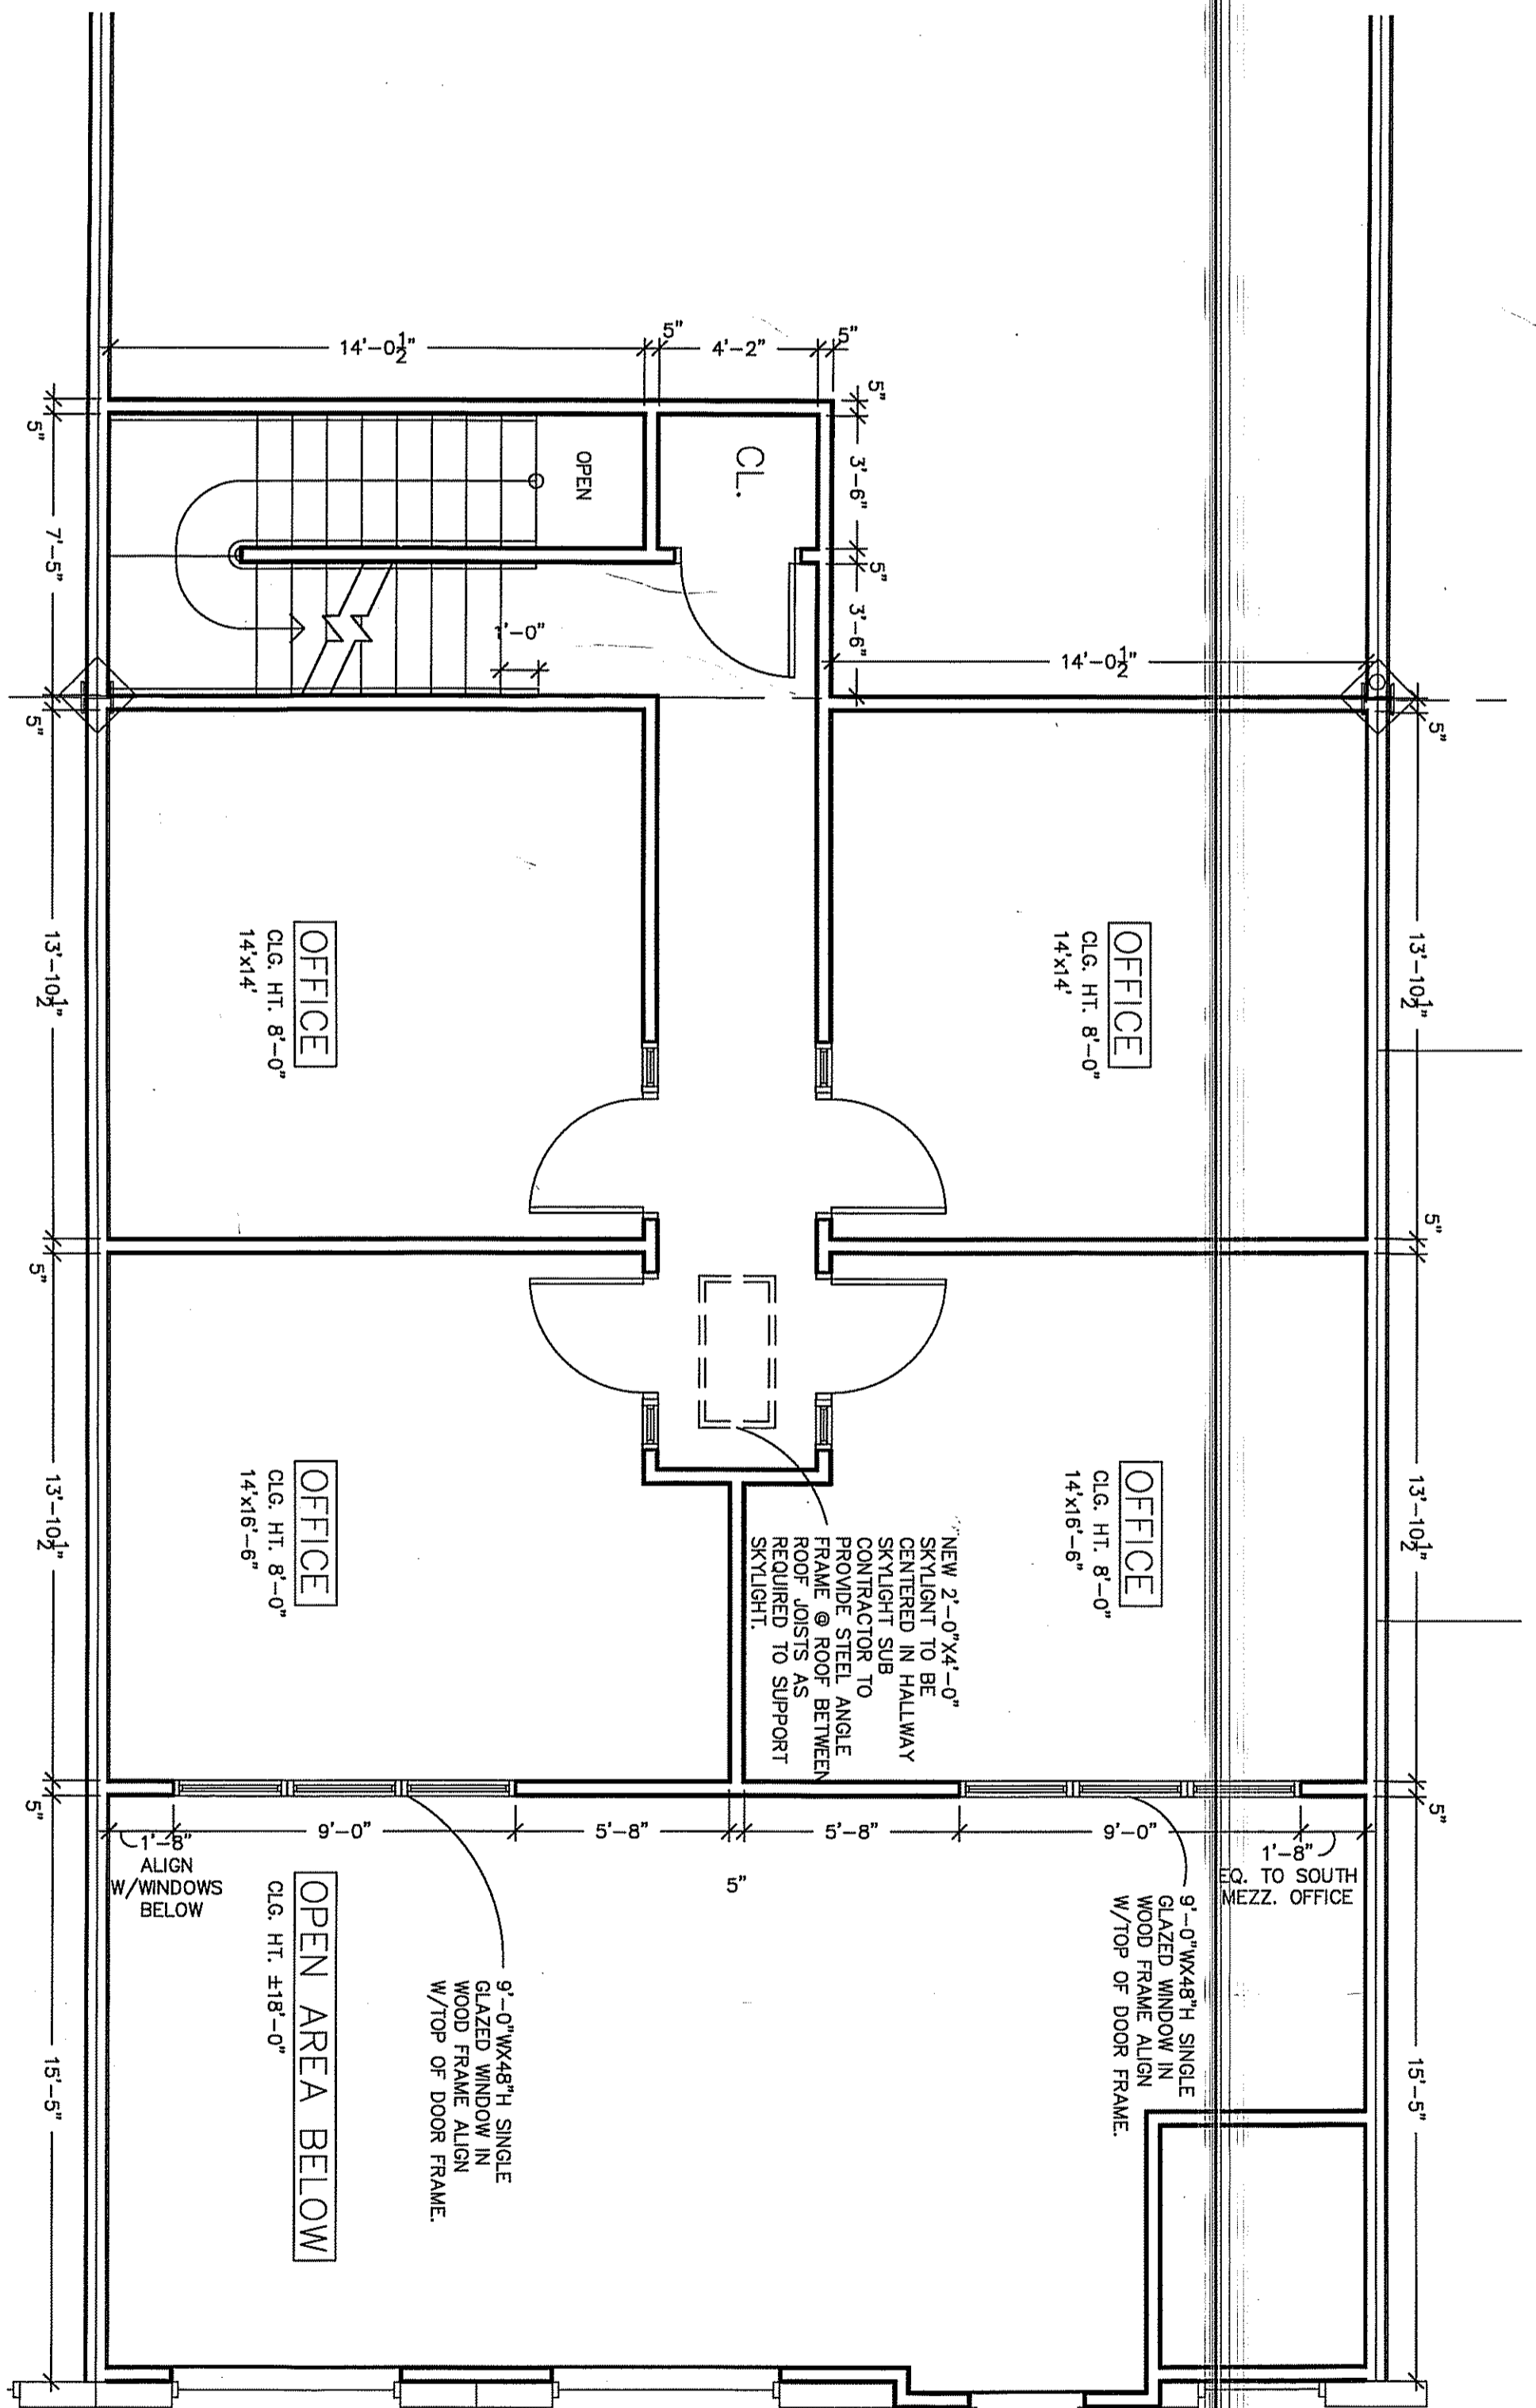 14'-0½"
5"
4'-2"
5"
5"
3'-6"
5"
3'-6"
14'-0½"
5"
7'-5"
5"
OPEN
CL.
1'-0"
5"
13'-10½"
5"
13'-10½"
5"
15'-5"
OFFICE
CLG. HT. 8'-0"
14'x14'
OFFICE
CLG. HT. 8'-0"
14'x14'
13'-10½"
5"
13'-10½"
5"
15'-5"
OFFICE
CLG. HT. 8'-0"
14'x16'-6"
OFFICE
CLG. HT. 8'-0"
14'x16'-6"
NEW 2'-0"X4'-0"
SKYLIGNT TO BE
CENTERED IN HALLWAY
SKYLIGHT SUB
CONTRACTOR TO
PROVIDE STEEL ANGLE
FRAME @ ROOF BETWEEN
ROOF JOISTS AS
REQUIRED TO SUPPORT
SKYLIGHT.
1'-8"
ALIGN
W/WINDOWS
BELOW
9'-0"
5'-8"
5"
5'-8"
9'-0"
1'-8"
EQ. TO SOUTH
MEZZ. OFFICE
9'-0"WX48"H SINGLE
GLAZED WINDOW IN
WOOD FRAME ALIGN
W/TOP OF DOOR FRAME.
9'-0"WX48"H SINGLE
GLAZED WINDOW IN
WOOD FRAME ALIGN
W/TOP OF DOOR FRAME.
OPEN AREA BELOW
CLG. HT. ±18'-0"
5"